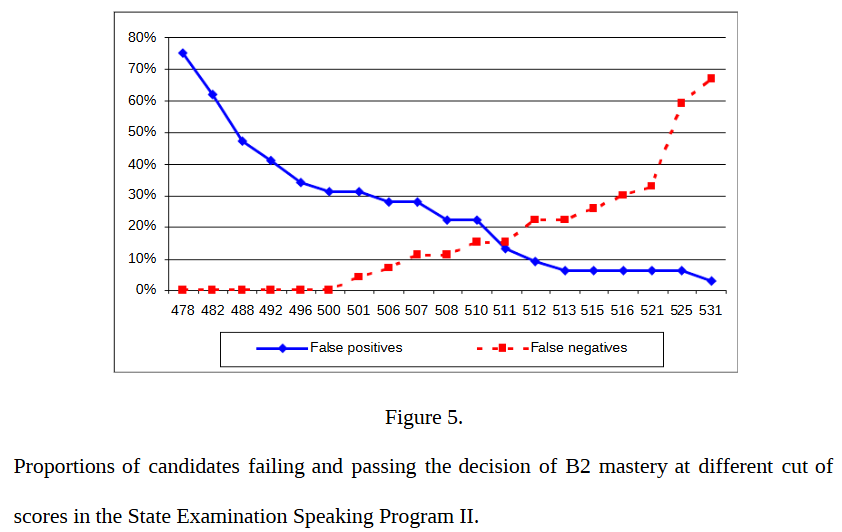 80%
70%
60%
50%
40%
30%
20%
10%
0%
478 482 488 492 496 500 501 506 507 508 510 511 512 513 515 516 521 525 531
False positives False negatives
Figure 5.
Proportions of candidates failing and passing the decision of B2 mastery at different cut of
scores in the State Examination Speaking Program II.